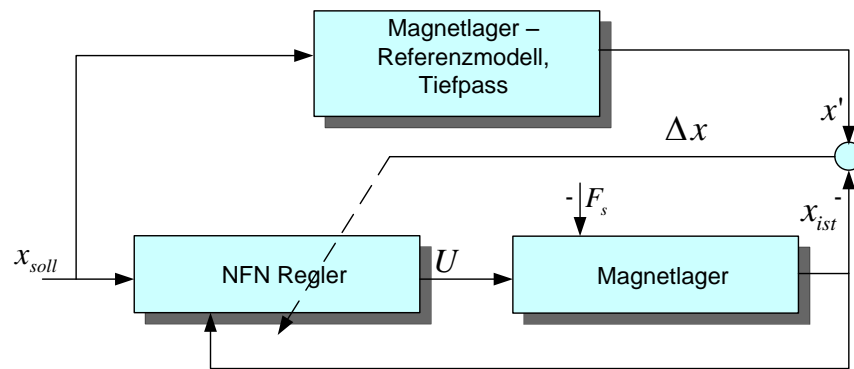 Magnetlager –
Referenzmodell,
Tiefpass
x'
Δx
- F_s
x_ist -
x_soll
NFN Regler
U
Magnetlager